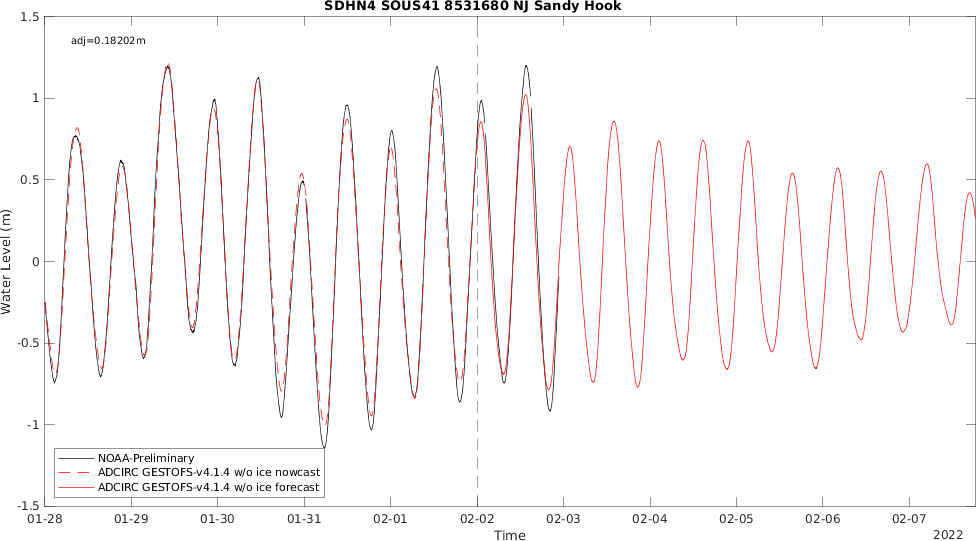 SDHN4 SOUS41 8531680 NJ Sandy Hook
1.5
adj=0.18202m
1
0.5
0
-0.5
-1
-1.5
Water Level (m)
NOAA-Preliminary
ADCIRC GESTOFS-v4.1.4 w/o ice nowcast
ADCIRC GESTOFS-v4.1.4 w/o ice forecast
01-28 01-29 01-30 01-31 02-01 02-02 02-03 02-04 02-05 02-06 02-07
Time
2022